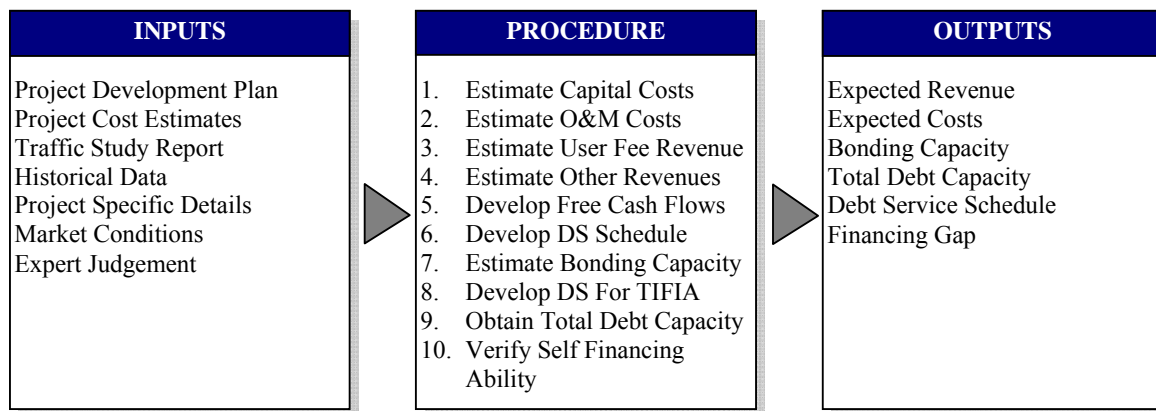 INPUTS
Project Development Plan
Project Cost Estimates
Traffic Study Report
Historical Data
Project Specific Details
Market Conditions
Expert Judgement
PROCEDURE
1. Estimate Capital Costs
2. Estimate O&M Costs
3. Estimate User Fee Revenue
4. Estimate Other Revenues
5. Develop Free Cash Flows
6. Develop DS Schedule
7. Estimate Bonding Capacity
8. Develop DS For TIFIA
9. Obtain Total Debt Capacity
10. Verify Self Financing
Ability
OUTPUTS
Expected Revenue
Expected Costs
Bonding Capacity
Total Debt Capacity
Debt Service Schedule
Financing Gap